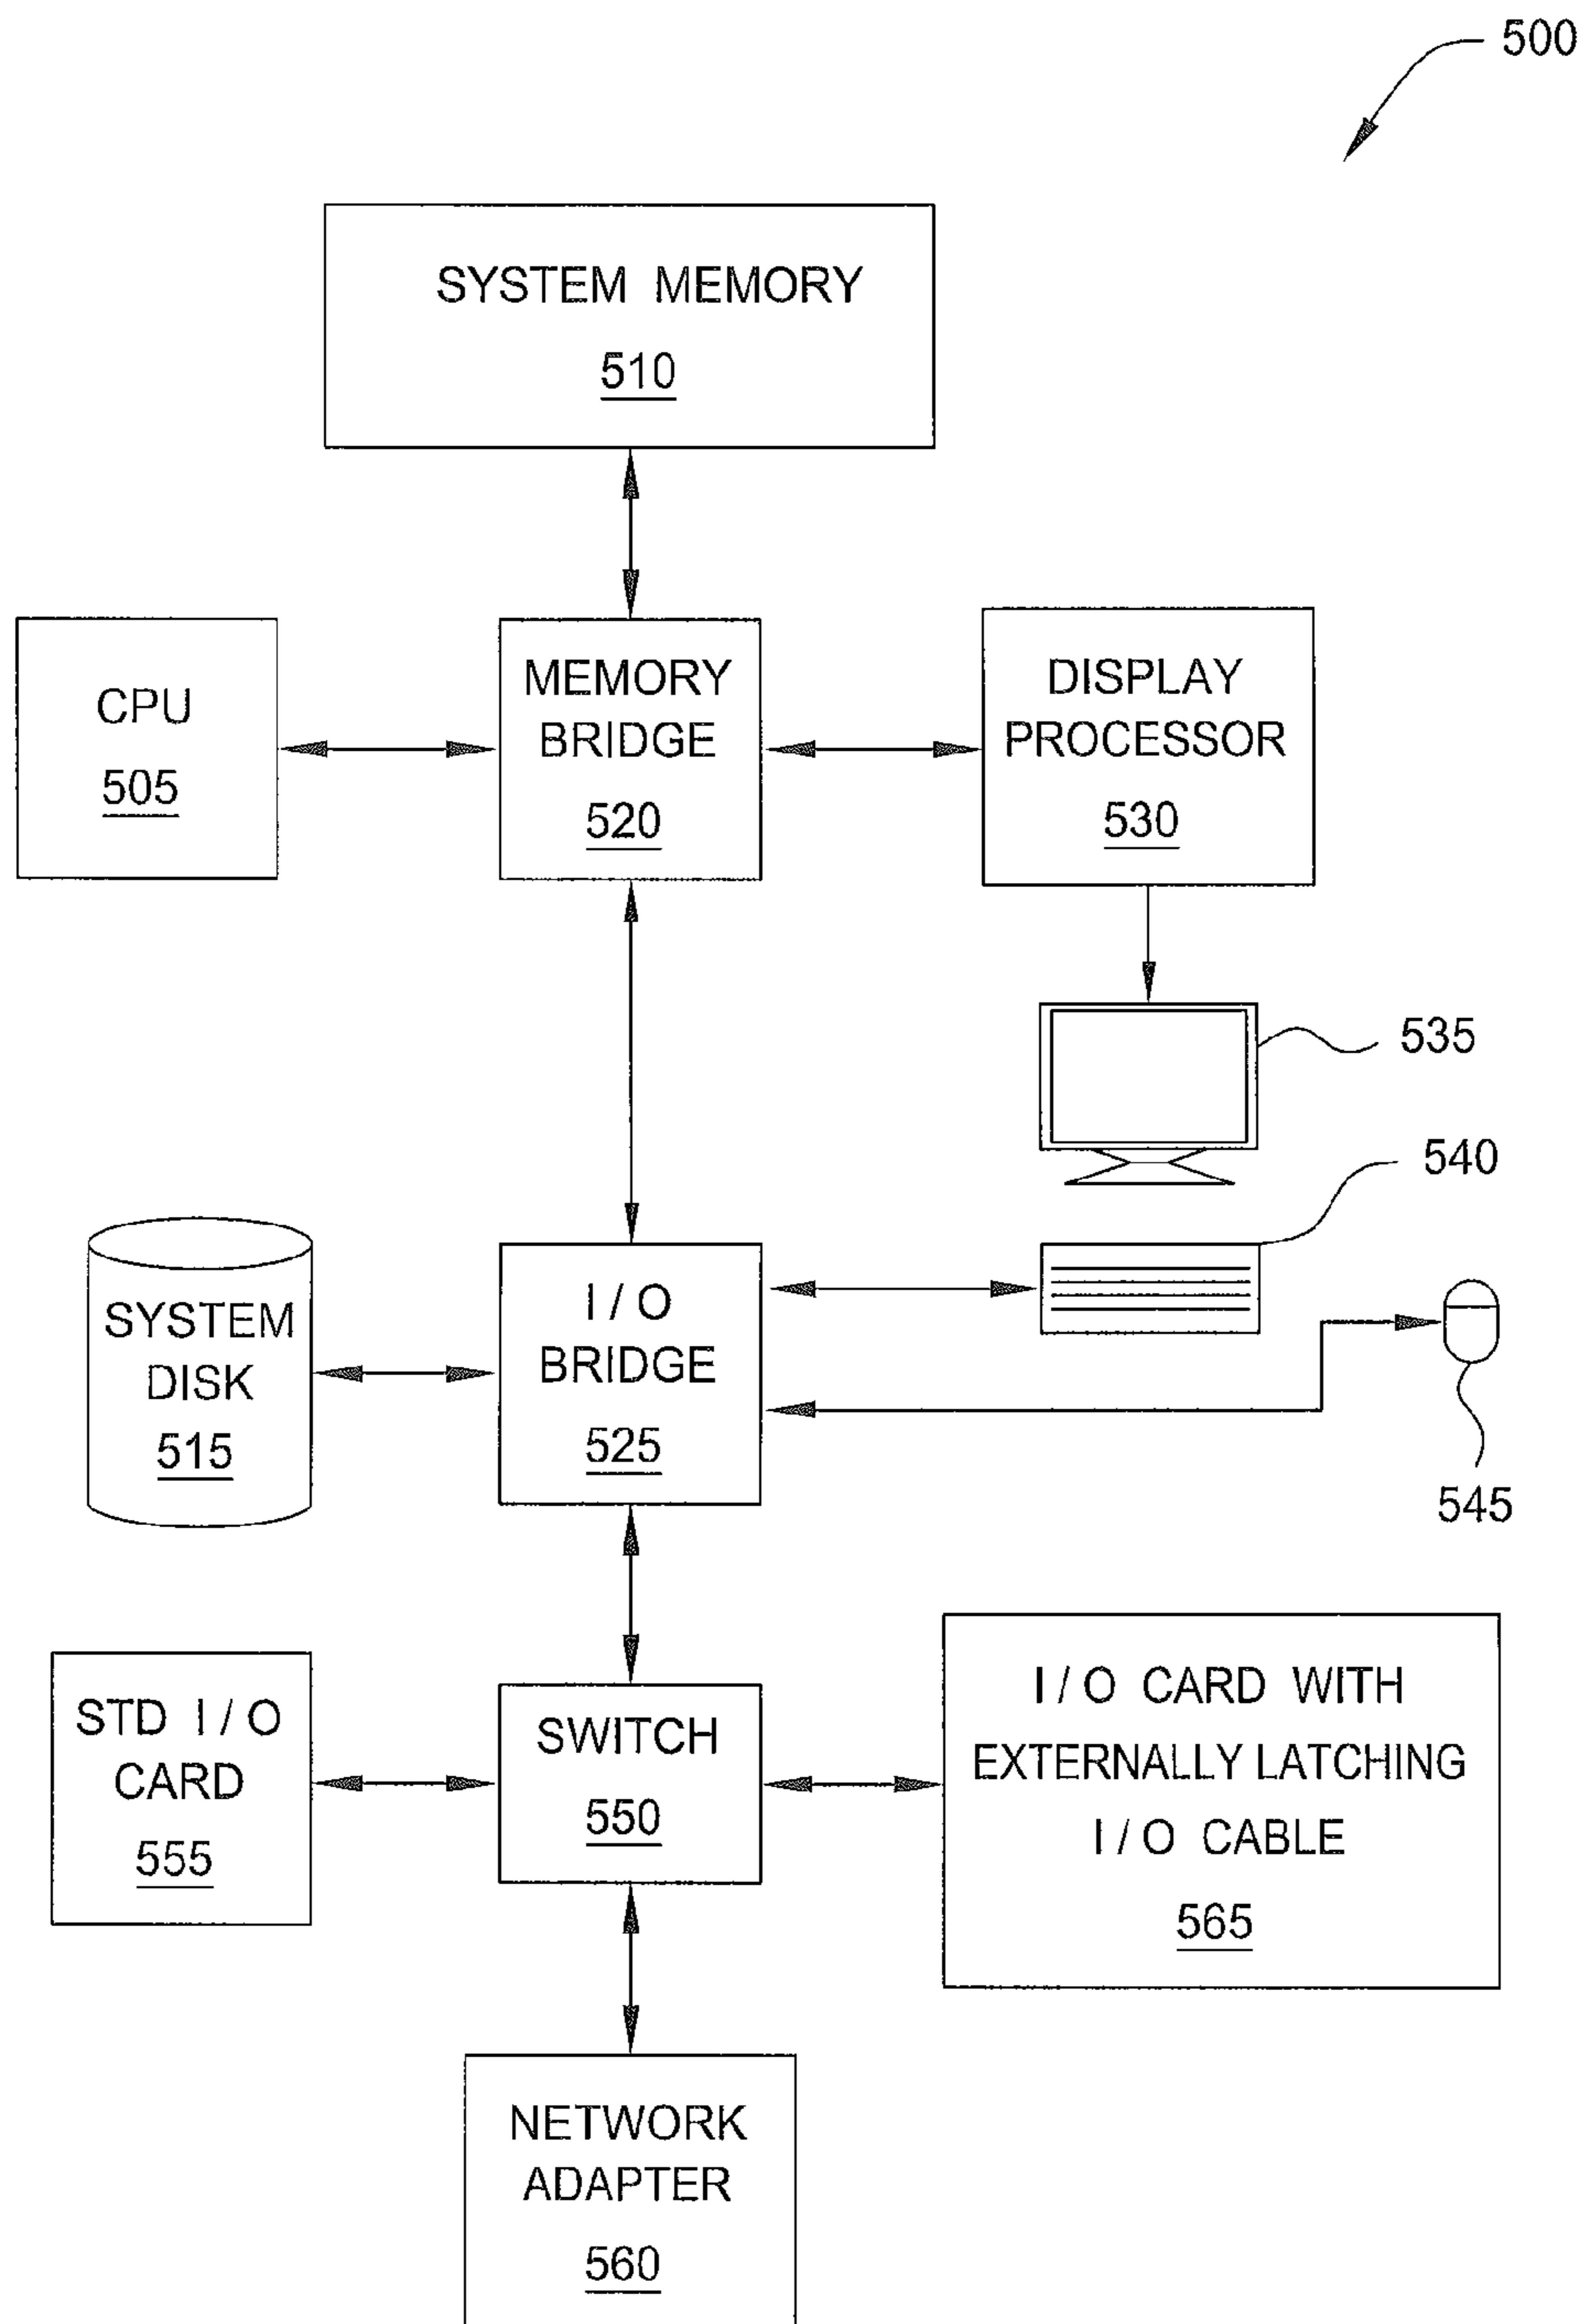 500
SYSTEM MEMORY
510
CPU
505
MEMORY
BRIDGE
520
DISPLAY
PROCESSOR
530
535
540
SYSTEM
DISK
515
I / O
BRIDGE
525
545
STD I / O
CARD
555
SWITCH
550
I / O CARD WITH
EXTERNALLY LATCHING
I / O CABLE
565
NETWORK
ADAPTER
560